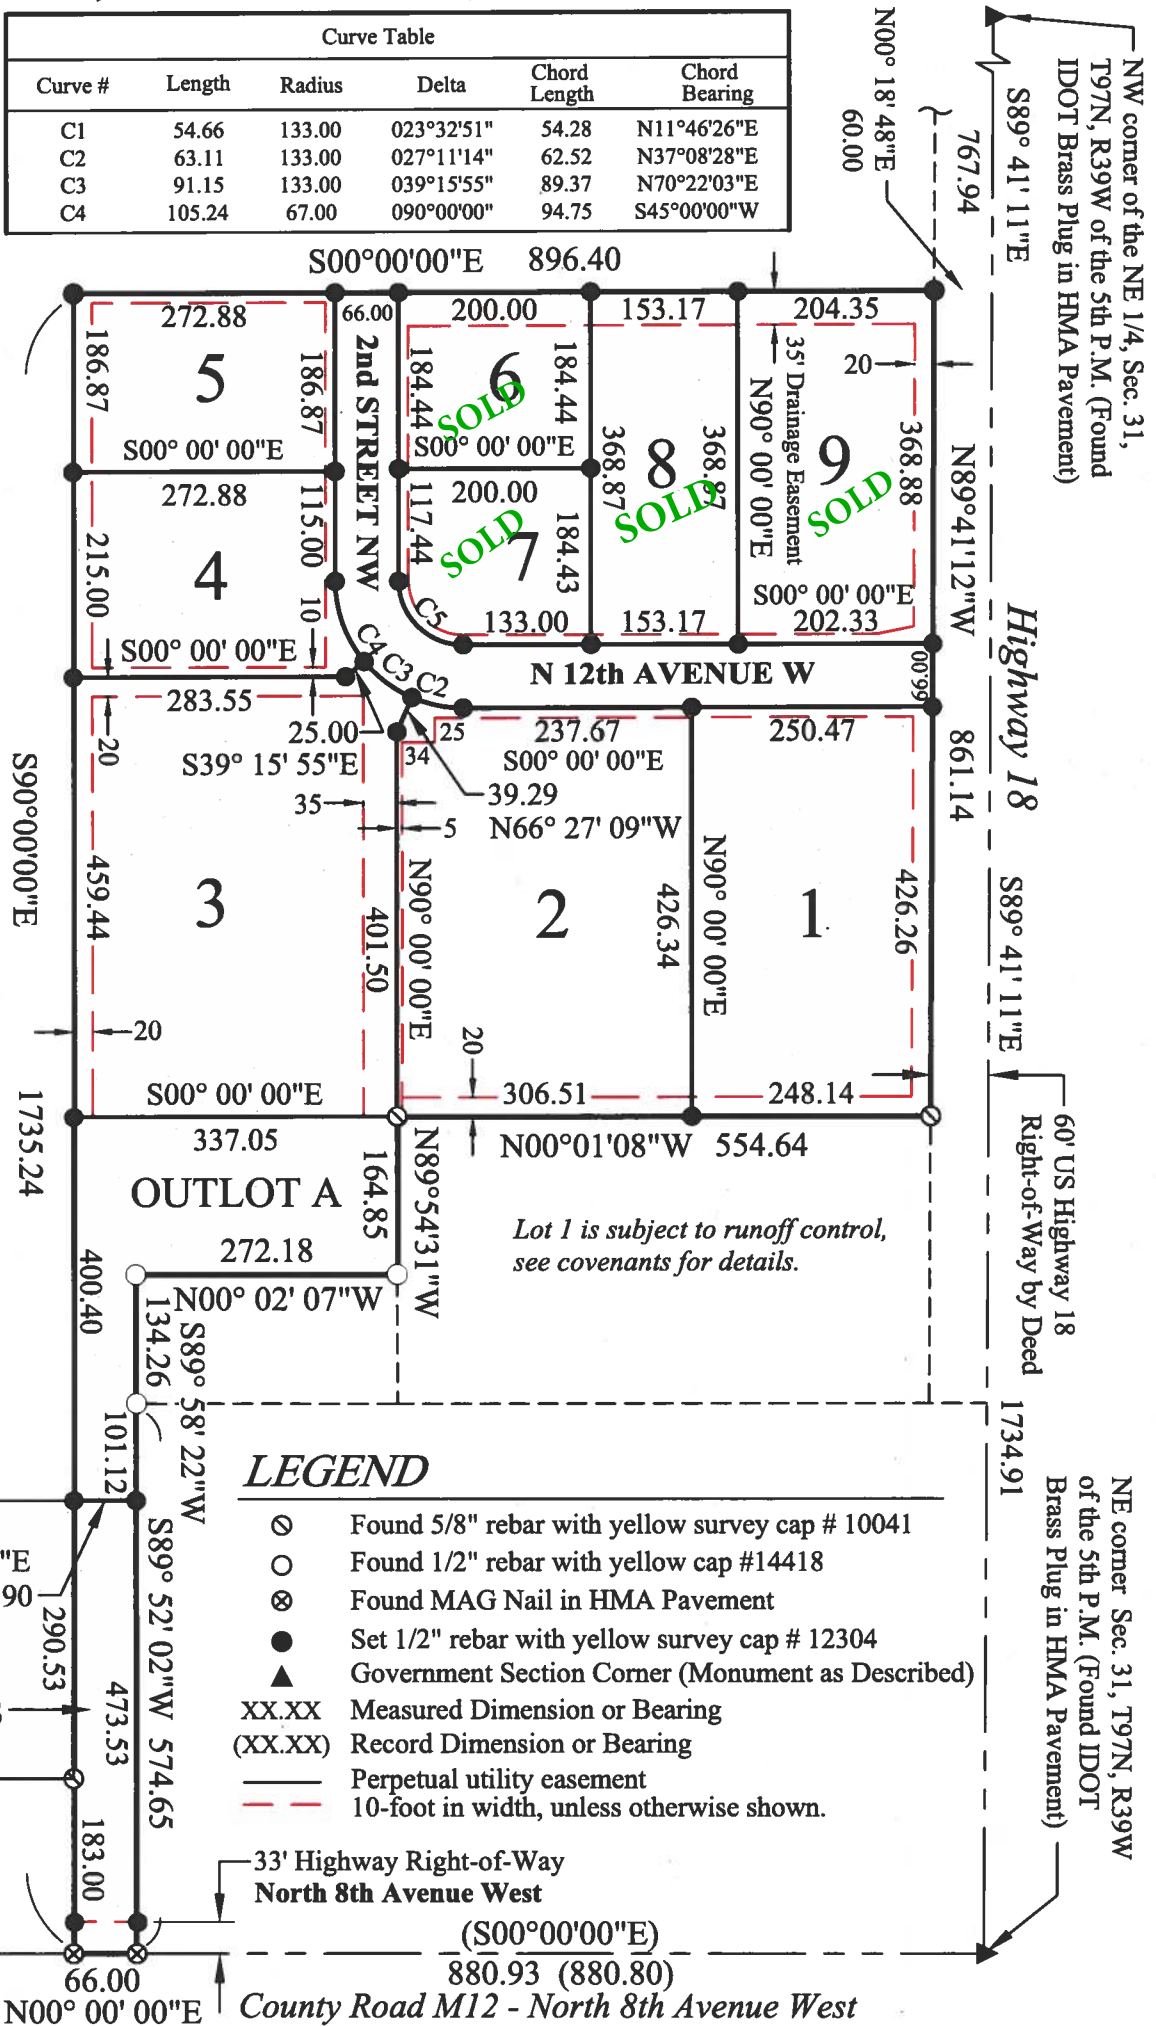 Curve Table
Curve # Length Radius Delta Chord Length Chord Bearing
C1 54.66 133.00 023°32'51" 54.28 N11°46'26"E
C2 63.11 133.00 027°11'14" 62.52 N37°08'28"E
C3 91.15 133.00 039°15'55" 89.37 N70°22'03"E
C4 105.24 67.00 090°00'00" 94.75 S45°00'00"W
N00° 18' 48"E
60.00
767.94
S89° 41' 11"E
NW corner of the NE 1/4, Sec. 31,
T97N, R39W of the 5th P.M. (Found
IDOT Brass Plug in HMA Pavement)
S00°00'00"E 896.40
272.88
66.00
200.00
153.17
204.35
186.87
5
186.87
2nd STREET NW
184.44
6
SOLD
184.44
368.87
8
SOLD
368.87
35' Drainage Easement
N90° 00' 00"E
20
9
SOLD
368.88
N89°41'12"W
S00° 00' 00"E
S00° 00' 00"E
272.88
200.00
215.00
4
115.00
10
117.44
SOLD
7
184.43
S00° 00' 00"E
C5
133.00
153.17
202.33
S00° 00' 00"E
C4
C3
C2
N 12th AVENUE W
66.00
Highway 18
283.55
20
25.00
S39° 15' 55"E
34
25
237.67
S00° 00' 00"E
250.47
861.14
35
39.29
5
N66° 27' 09"W
S90°00'00"E
459.44
3
401.50
N90° 00' 00"E
2
426.34
N90° 00' 00"E
1
426.26
S89° 41' 11"E
20
20
S00° 00' 00"E
306.51
248.14
60' US Highway 18
Right-of-Way by Deed
1735.24
337.05
164.85
N89°54'31"W
N00°01'08"W 554.64
OUTLOT A
Lot 1 is subject to runoff control,
see covenants for details.
272.18
N00° 02' 07"W
400.40
134.26
S89° 58' 22"W
101.12
1734.91
NE corner Sec. 31, T97N, R39W
of the 5th P.M. (Found IDOT
Brass Plug in HMA Pavement)
LEGEND
Found 5/8" rebar with yellow survey cap # 10041
Found 1/2" rebar with yellow cap #14418
Found MAG Nail in HMA Pavement
Set 1/2" rebar with yellow survey cap # 12304
Government Section Corner (Monument as Described)
XX.XX Measured Dimension or Bearing
(XX.XX) Record Dimension or Bearing
Perpetual utility easement
10-foot in width, unless otherwise shown.
"E
90
290.53
S89° 52' 02"W 574.65
473.53
183.00
33' Highway Right-of-Way
North 8th Avenue West
(S00°00'00"E)
880.93 (880.80)
66.00
N00° 00' 00"E
County Road M12 - North 8th Avenue West